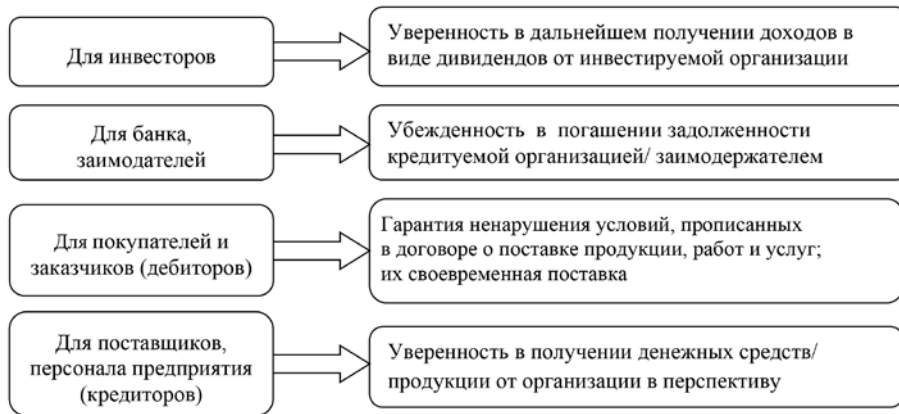 Для инвесторов
Уверенность в дальнейшем получении доходов в
виде дивидендов от инвестируемой организации
Для банка,
заимодателей
Убежденность в погашении задолженности
кредитуемой организацией/ заимодержателем
Для покупателей и
заказчиков (дебиторов)
Гарантия ненарушения условий, прописанных
в договоре о поставке продукции, работ и услуг;
их своевременная поставка
Для поставщиков,
персонала предприятия
(кредиторов)
Уверенность в получении денежных средств/
продукции от организации в перспективу